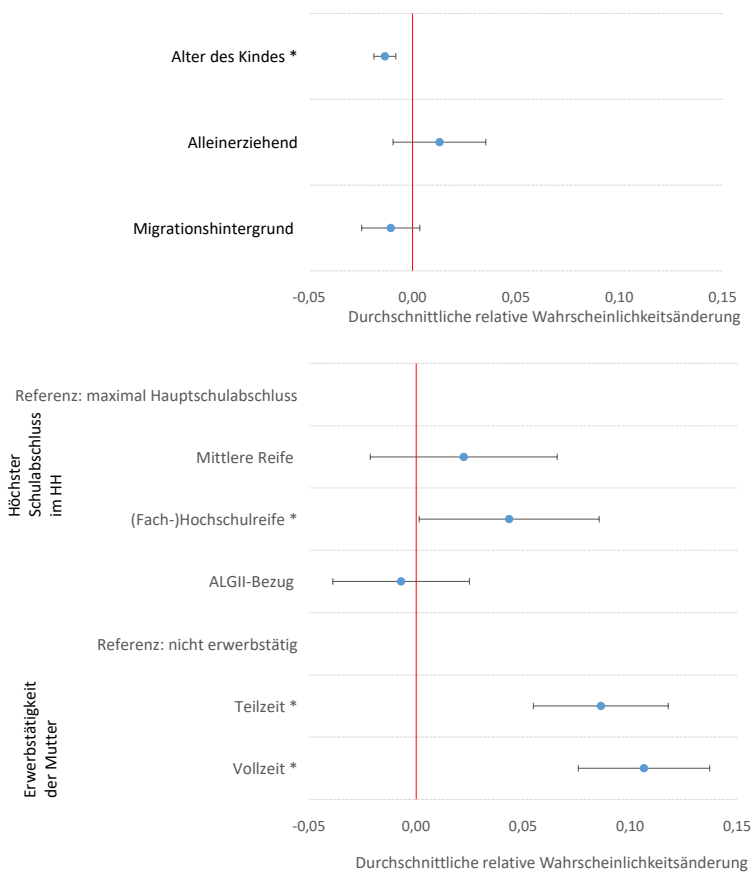 Alter des Kindes *
Alleinerziehend
Migrationshintergrund
-0,05 0,00 0,05 0,10 0,15
Durchschnittliche relative Wahrscheinlichkeitsänderung
Referenz: maximal Hauptschulabschluss
Höchster
Schulabschluss
im HH
Mittlere Reife
(Fach-)Hochschulreife *
ALGII-Bezug
Referenz: nicht erwerbstätig
Erwerbstätigkeit
der Mutter
Teilzeit *
Vollzeit *
-0,05 0,00 0,05 0,10 0,15
Durchschnittliche relative Wahrscheinlichkeitsänderung